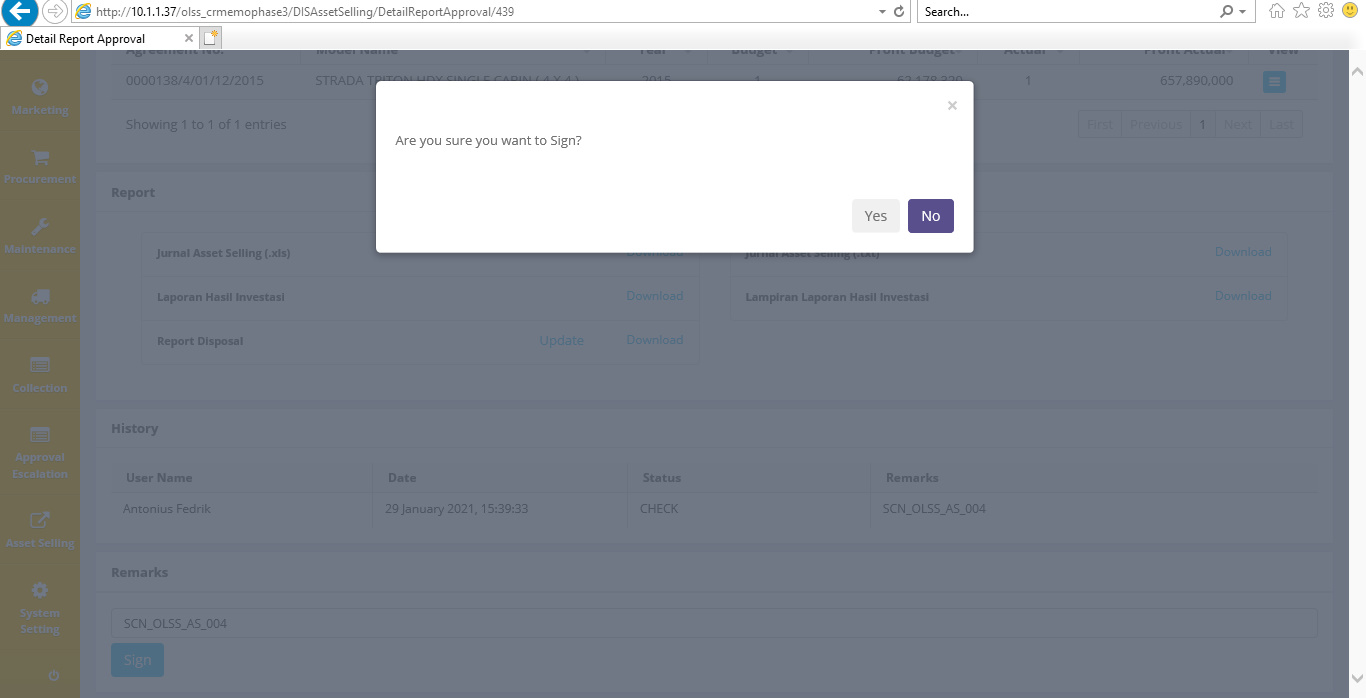 http://10.1.1.37/olss_crmemophase3/DISAssetSelling/DetailReportApproval/439
Search...
Detail Report Approval
Agreement No. Model Name Year Budget Profit Budget Actual Profit Actual View
0000138/4/01/12/2015 STRADA TRITON HDX SINGLE CABIN ( 4 X 4 ) 2015 1 62,178,320 1 657,890,000
Showing 1 to 1 of 1 entries
First Previous 1 Next Last
Are you sure you want to Sign?
×
Yes No
Marketing
Procurement
Maintenance
Management
Collection
Approval
Escalation
Asset Selling
System
Setting
Report
Jurnal Asset Selling (.xls) Download
Jurnal Asset Selling (.txt) Download
Laporan Hasil Investasi Download
Lampiran Laporan Hasil Investasi Download
Report Disposal Update Download
History
User Name Date Status Remarks
Antonius Fedrik 29 January 2021, 15:39:33 CHECK SCN_OLSS_AS_004
Remarks
SCN_OLSS_AS_004
Sign